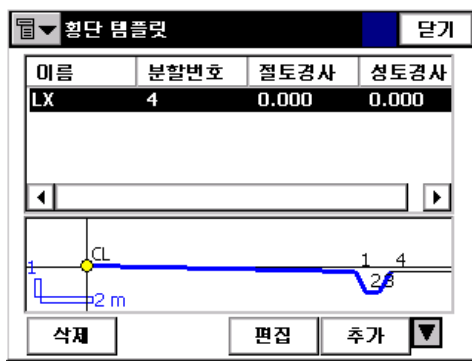 횡단 템플릿 닫기
이름 분할번호 절토경사 성토경사
LX 4 0.000 0.000
CL 1 4
1 2 3
2 m
삭제 편집 추가